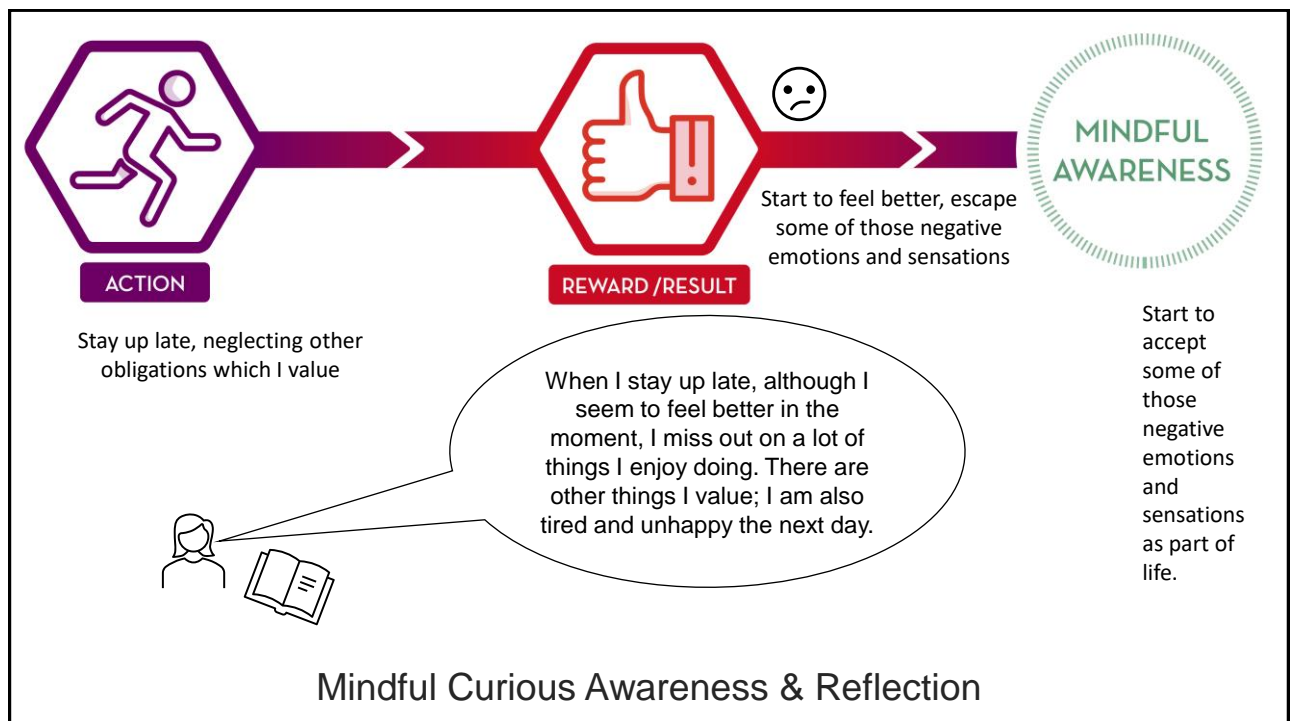 MINDFUL
AWARENESS
Start to feel better, escape
some of those negative
emotions and sensations
ACTION
REWARD/RESULT
Stay up late, neglecting other
obligations which I value
Start to
accept
some of
those
negative
emotions
and
sensations
as part of
life.
When I stay up late, although I
seem to feel better in the
moment, I miss out on a lot of
things I enjoy doing. There are
other things I value; I am also
tired and unhappy the next day.
Mindful Curious Awareness & Reflection